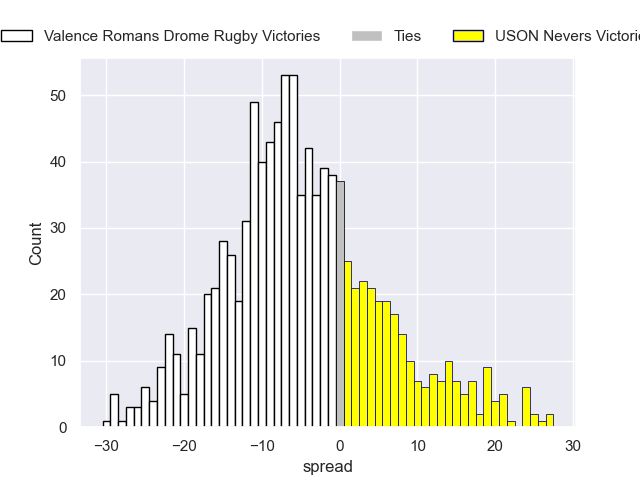 Valence Romans Drome Rugby Victories Ties USON Nevers Victori
50
40
30
20
10
0
Count
−30 −20 −10 0 10 20 30
spread